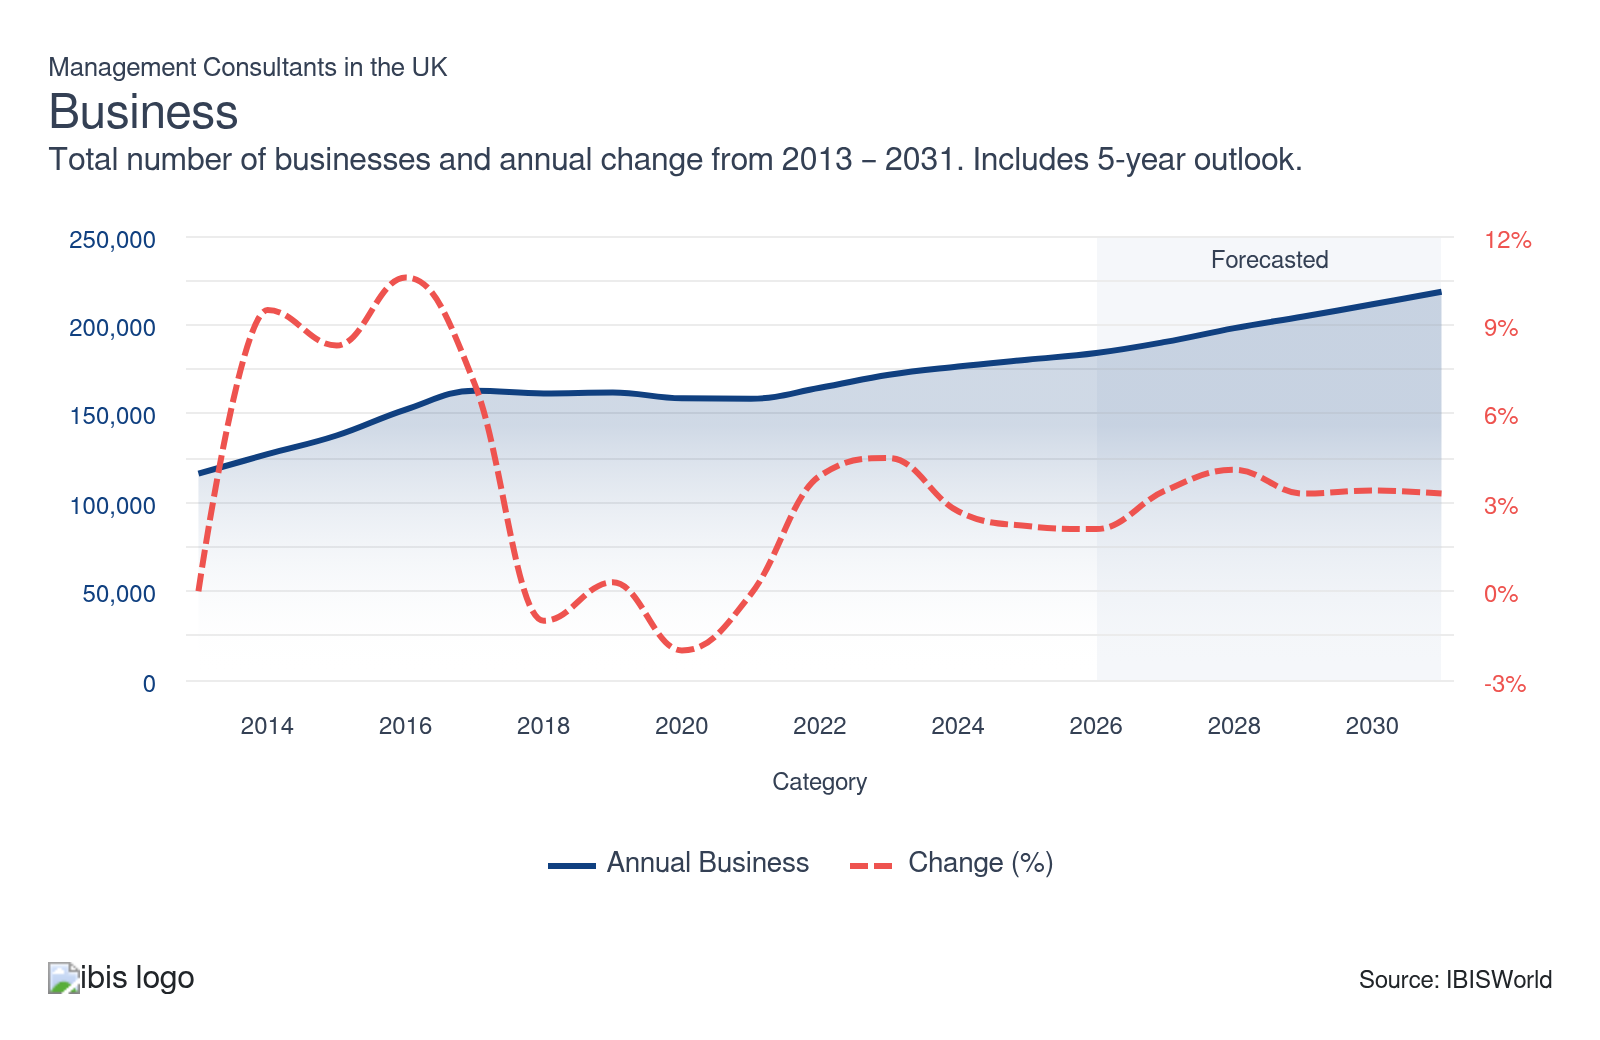 Management Consultants in the UK
Business
Total number of businesses and annual change from 2013 – 2031. Includes 5-year outlook.
250,000
12%
Forecasted
200,000
9%
150,000
6%
100,000
3%
50,000
0%
0
-3%
2014 2016 2018 2020 2022 2024 2026 2028 2030
Category
Annual Business Change (%)
ibis logo
Source: IBISWorld